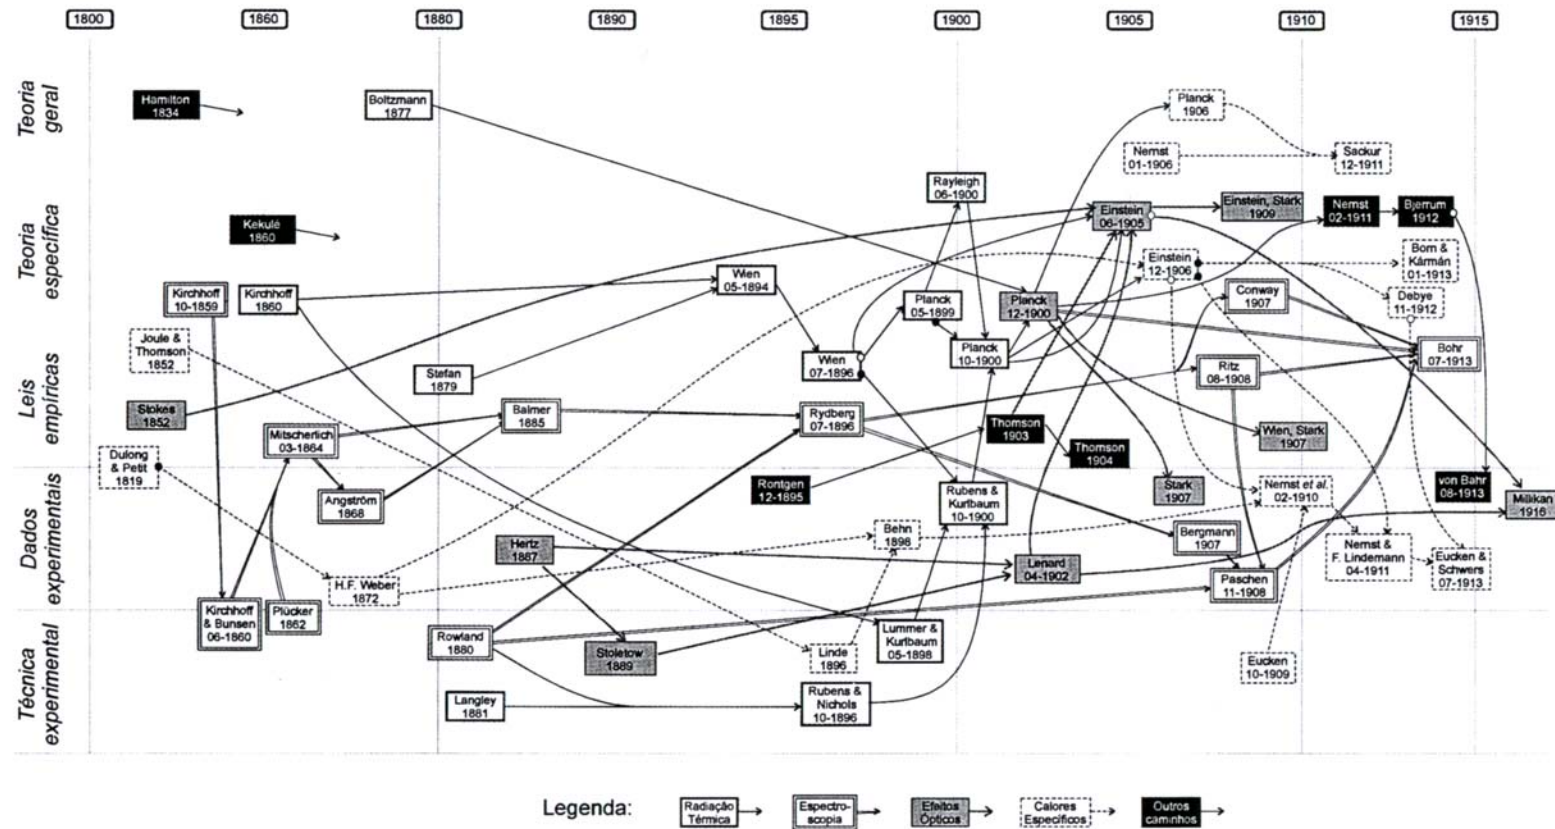 1800
1860
1880
1890
1895
1900
1905
1910
1915
Teoria
geral
Hamilton
1834
Boltzmann
1877
Planck
1906
Nernst
01-1906
Sackur
12-1911
Teoria
específica
Rayleigh
06-1900
Einstein
06-1905
Einstein, Stark
1909
Nernst
02-1911
Bjerrum
1912
Kekulé
1860
Einstein
12-1906
Born &
Kármán
01-1913
Kirchhoff
10-1859
Kirchhoff
1860
Wien
05-1894
Planck
05-1899
Planck
12-1900
Conway
1907
Debye
11-1912
Leis
empíricas
Joule &
Thomson
1852
Stefan
1879
Wien
07-1896
Planck
10-1900
Ritz
08-1908
Bohr
07-1913
Stokes
1852
Balmer
1885
Rydberg
07-1896
Thomson
1903
Wien, Stark
1907
Mitscherlich
03-1864
Thomson
1904
Dulong
& Petit
1819
Dados
experimentais
Angström
1868
Rontgen
12-1895
Rubens &
Kurlbaum
10-1900
Stark
1907
Nernst et al.
02-1910
von Bahr
08-1913
Millikan
1916
Hertz
1887
Behn
1898
Bergmann
1907
Nernst &
F. Lindemann
04-1911
Eucken &
Schwers
07-1913
H.F. Weber
1872
Lenard
04-1902
Paschen
11-1908
Kirchhoff
& Bunsen
06-1860
Plücker
1862
Técnica
experimental
Rowland
1880
Stoletow
1889
Linde
1896
Lummer &
Kurlbaum
05-1898
Eucken
10-1909
Langley
1881
Rubens &
Nichols
10-1896
Legenda:
Radiação
Térmica
Espectro-
scopia
Efeitos
Ópticos
Calores
Específicos
Outros
caminhos